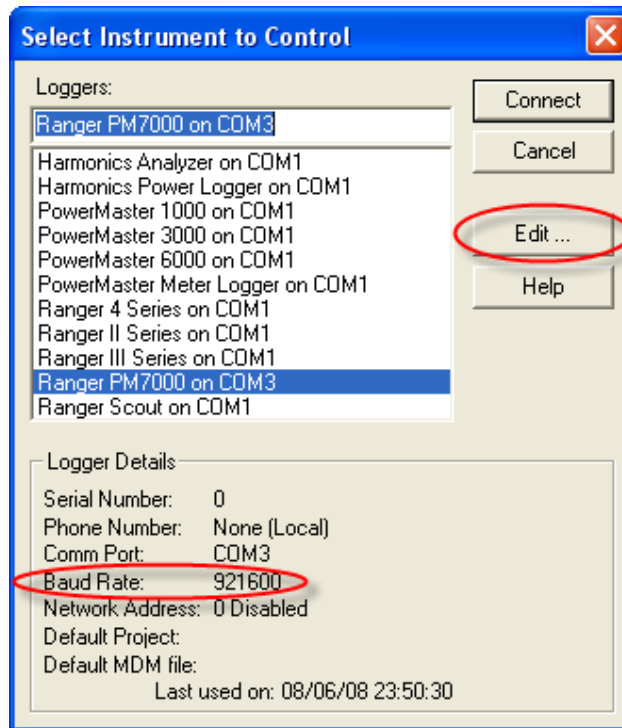 Select Instrument to Control
Loggers:
Ranger PM7000 on COM3
Harmonics Analyzer on COM1
Harmonics Power Logger on COM1
PowerMaster 1000 on COM1
PowerMaster 3000 on COM1
PowerMaster 6000 on COM1
PowerMaster Meter Logger on COM1
Ranger 4 Series on COM1
Ranger II Series on COM1
Ranger III Series on COM1
Ranger PM7000 on COM3
Ranger Scout on COM1
Connect
Cancel
Edit ...
Help
Logger Details
Serial Number: 0
Phone Number: None (Local)
Comm Port: COM3
Baud Rate: 921600
Network Address: 0 Disabled
Default Project:
Default MDM file:
Last used on: 08/06/08 23:50:30